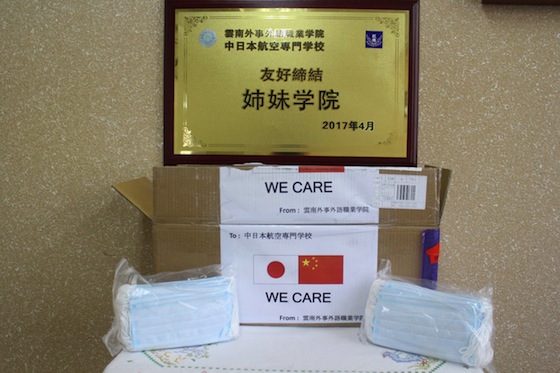 雲南外事外語職業学院
中日本航空専門学校
友好締結
姉妹学院
2017年4月
WE CARE
From：雲南外事外語職業学院
To：中日本航空専門学校
WE CARE
From：雲南外事外語職業学院